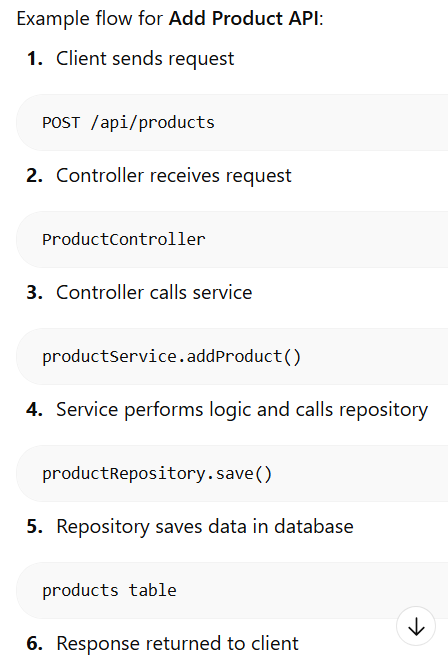 Example flow for Add Product API:
1. Client sends request
POST /api/products
2. Controller receives request
ProductController
3. Controller calls service
productService.addProduct()
4. Service performs logic and calls repository
productRepository.save()
5. Repository saves data in database
products table
6. Response returned to client